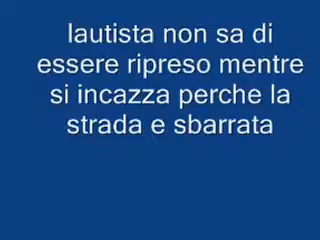 lautista non sa di
essere ripreso mentre
si incazza perche la
strada e sbarrata